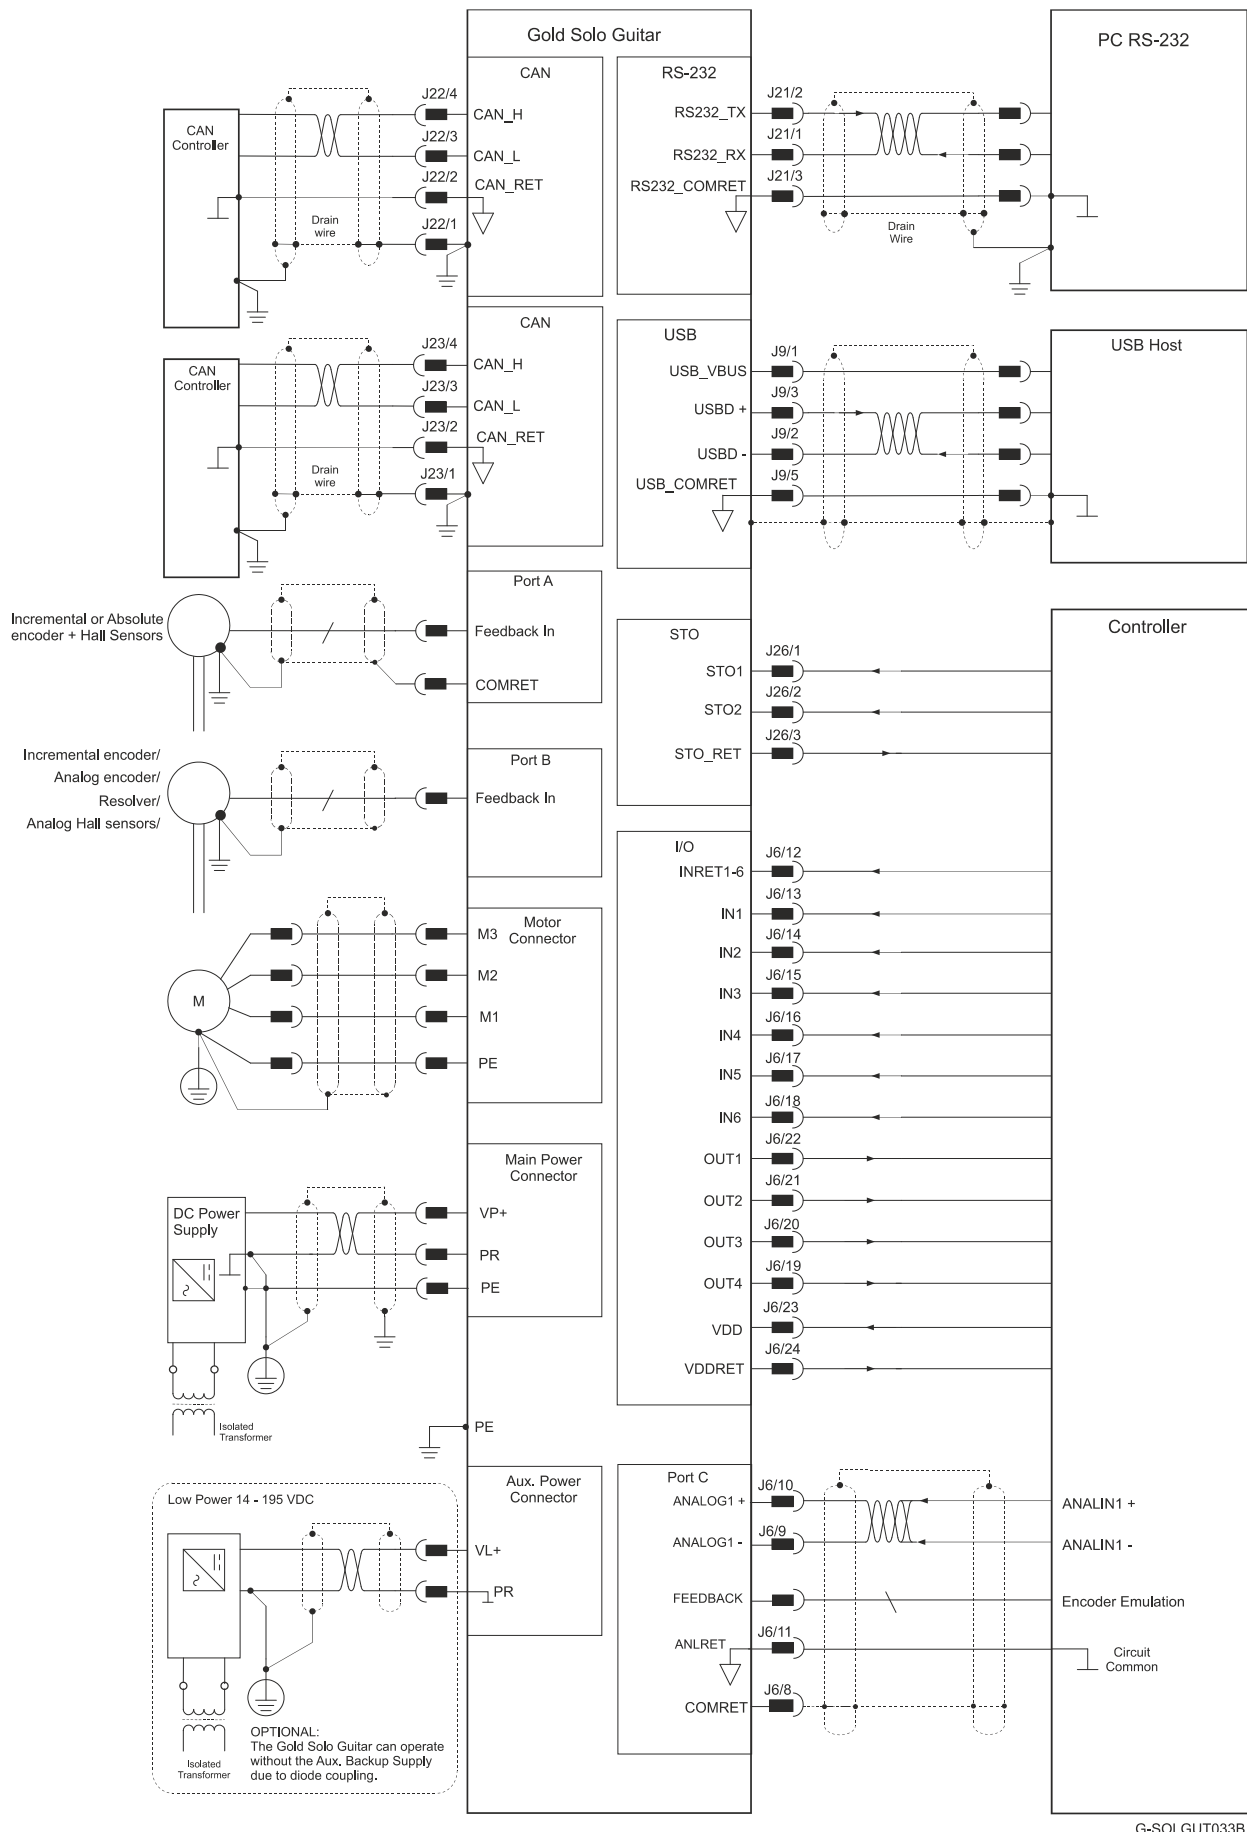 Gold Solo Guitar
PC RS-232
CAN
CAN
Controller
J22/4
CAN_H
J22/3
CAN_L
J22/2
CAN_RET
J22/1
Drain
wire
RS-232
J21/2
RS232_TX
J21/1
RS232_RX
J21/3
RS232_COMRET
Drain
Wire
CAN
CAN
Controller
J23/4
CAN_H
J23/3
CAN_L
J23/2
CAN_RET
J23/1
Drain
wire
USB
USB Host
J9/1
USB_VBUS
J9/3
USBD +
J9/2
USBD -
J9/5
USB_COMRET
Port A
Incremental or Absolute
encoder + Hall Sensors
Feedback In
COMRET
STO
Controller
J26/1
STO1
J26/2
STO2
J26/3
STO_RET
Port B
Incremental encoder/
Analog encoder/
Resolver/
Analog Hall sensors/
Feedback In
I/O
J6/12
INRET1-6
J6/13
IN1
J6/14
IN2
J6/15
IN3
J6/16
IN4
J6/17
IN5
J6/18
IN6
J6/22
OUT1
J6/21
OUT2
J6/20
OUT3
J6/19
OUT4
J6/23
VDD
J6/24
VDDRET
Motor
Connector
M3
M2
M
M1
PE
Main Power
Connector
DC Power
Supply
VP+
PR
PE
Isolated
Transformer
PE
Aux. Power
Connector
Low Power 14 - 195 VDC
VL+
PR
Isolated
Transformer
OPTIONAL:
The Gold Solo Guitar can operate
without the Aux. Backup Supply
due to diode coupling.
Port C
J6/10
ANALOG1 +
ANALIN1 +
J6/9
ANALOG1 -
ANALIN1 -
FEEDBACK
Encoder Emulation
J6/11
ANLRET
Circuit
Common
J6/8
COMRET
G-SOLGUT033B